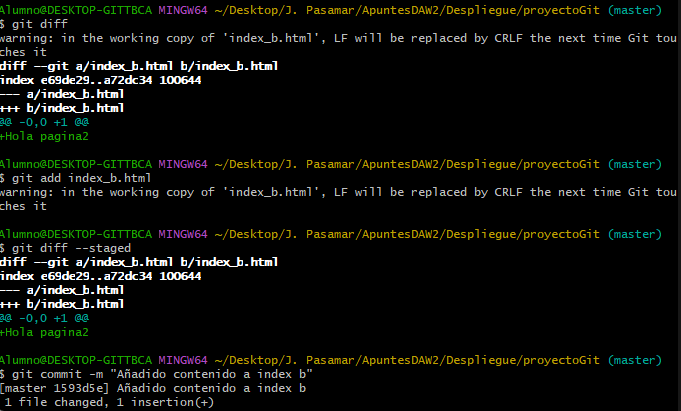 Alumno@DESKTOP-GITTBCA MINGW64 ~/Desktop/J. Pasamar/ApuntesDAW2/Despliegue/proyectoGit (master)
$ git diff
warning: in the working copy of 'index_b.html', LF will be replaced by CRLF the next time Git tou
ches it
diff --git a/index_b.html b/index_b.html
index e69de29..a72dc34 100644
--- a/index_b.html
+++ b/index_b.html
@@ -0,0 +1 @@
+Hola pagina2
Alumno@DESKTOP-GITTBCA MINGW64 ~/Desktop/J. Pasamar/ApuntesDAW2/Despliegue/proyectoGit (master)
$ git add index_b.html
warning: in the working copy of 'index_b.html', LF will be replaced by CRLF the next time Git tou
ches it
Alumno@DESKTOP-GITTBCA MINGW64 ~/Desktop/J. Pasamar/ApuntesDAW2/Despliegue/proyectoGit (master)
$ git diff --staged
diff --git a/index_b.html b/index_b.html
index e69de29..a72dc34 100644
--- a/index_b.html
+++ b/index_b.html
@@ -0,0 +1 @@
+Hola pagina2
Alumno@DESKTOP-GITTBCA MINGW64 ~/Desktop/J. Pasamar/ApuntesDAW2/Despliegue/proyectoGit (master)
$ git commit -m "Añadido contenido a index b"
[master 1593d5e] Añadido contenido a index b
1 file changed, 1 insertion(+)